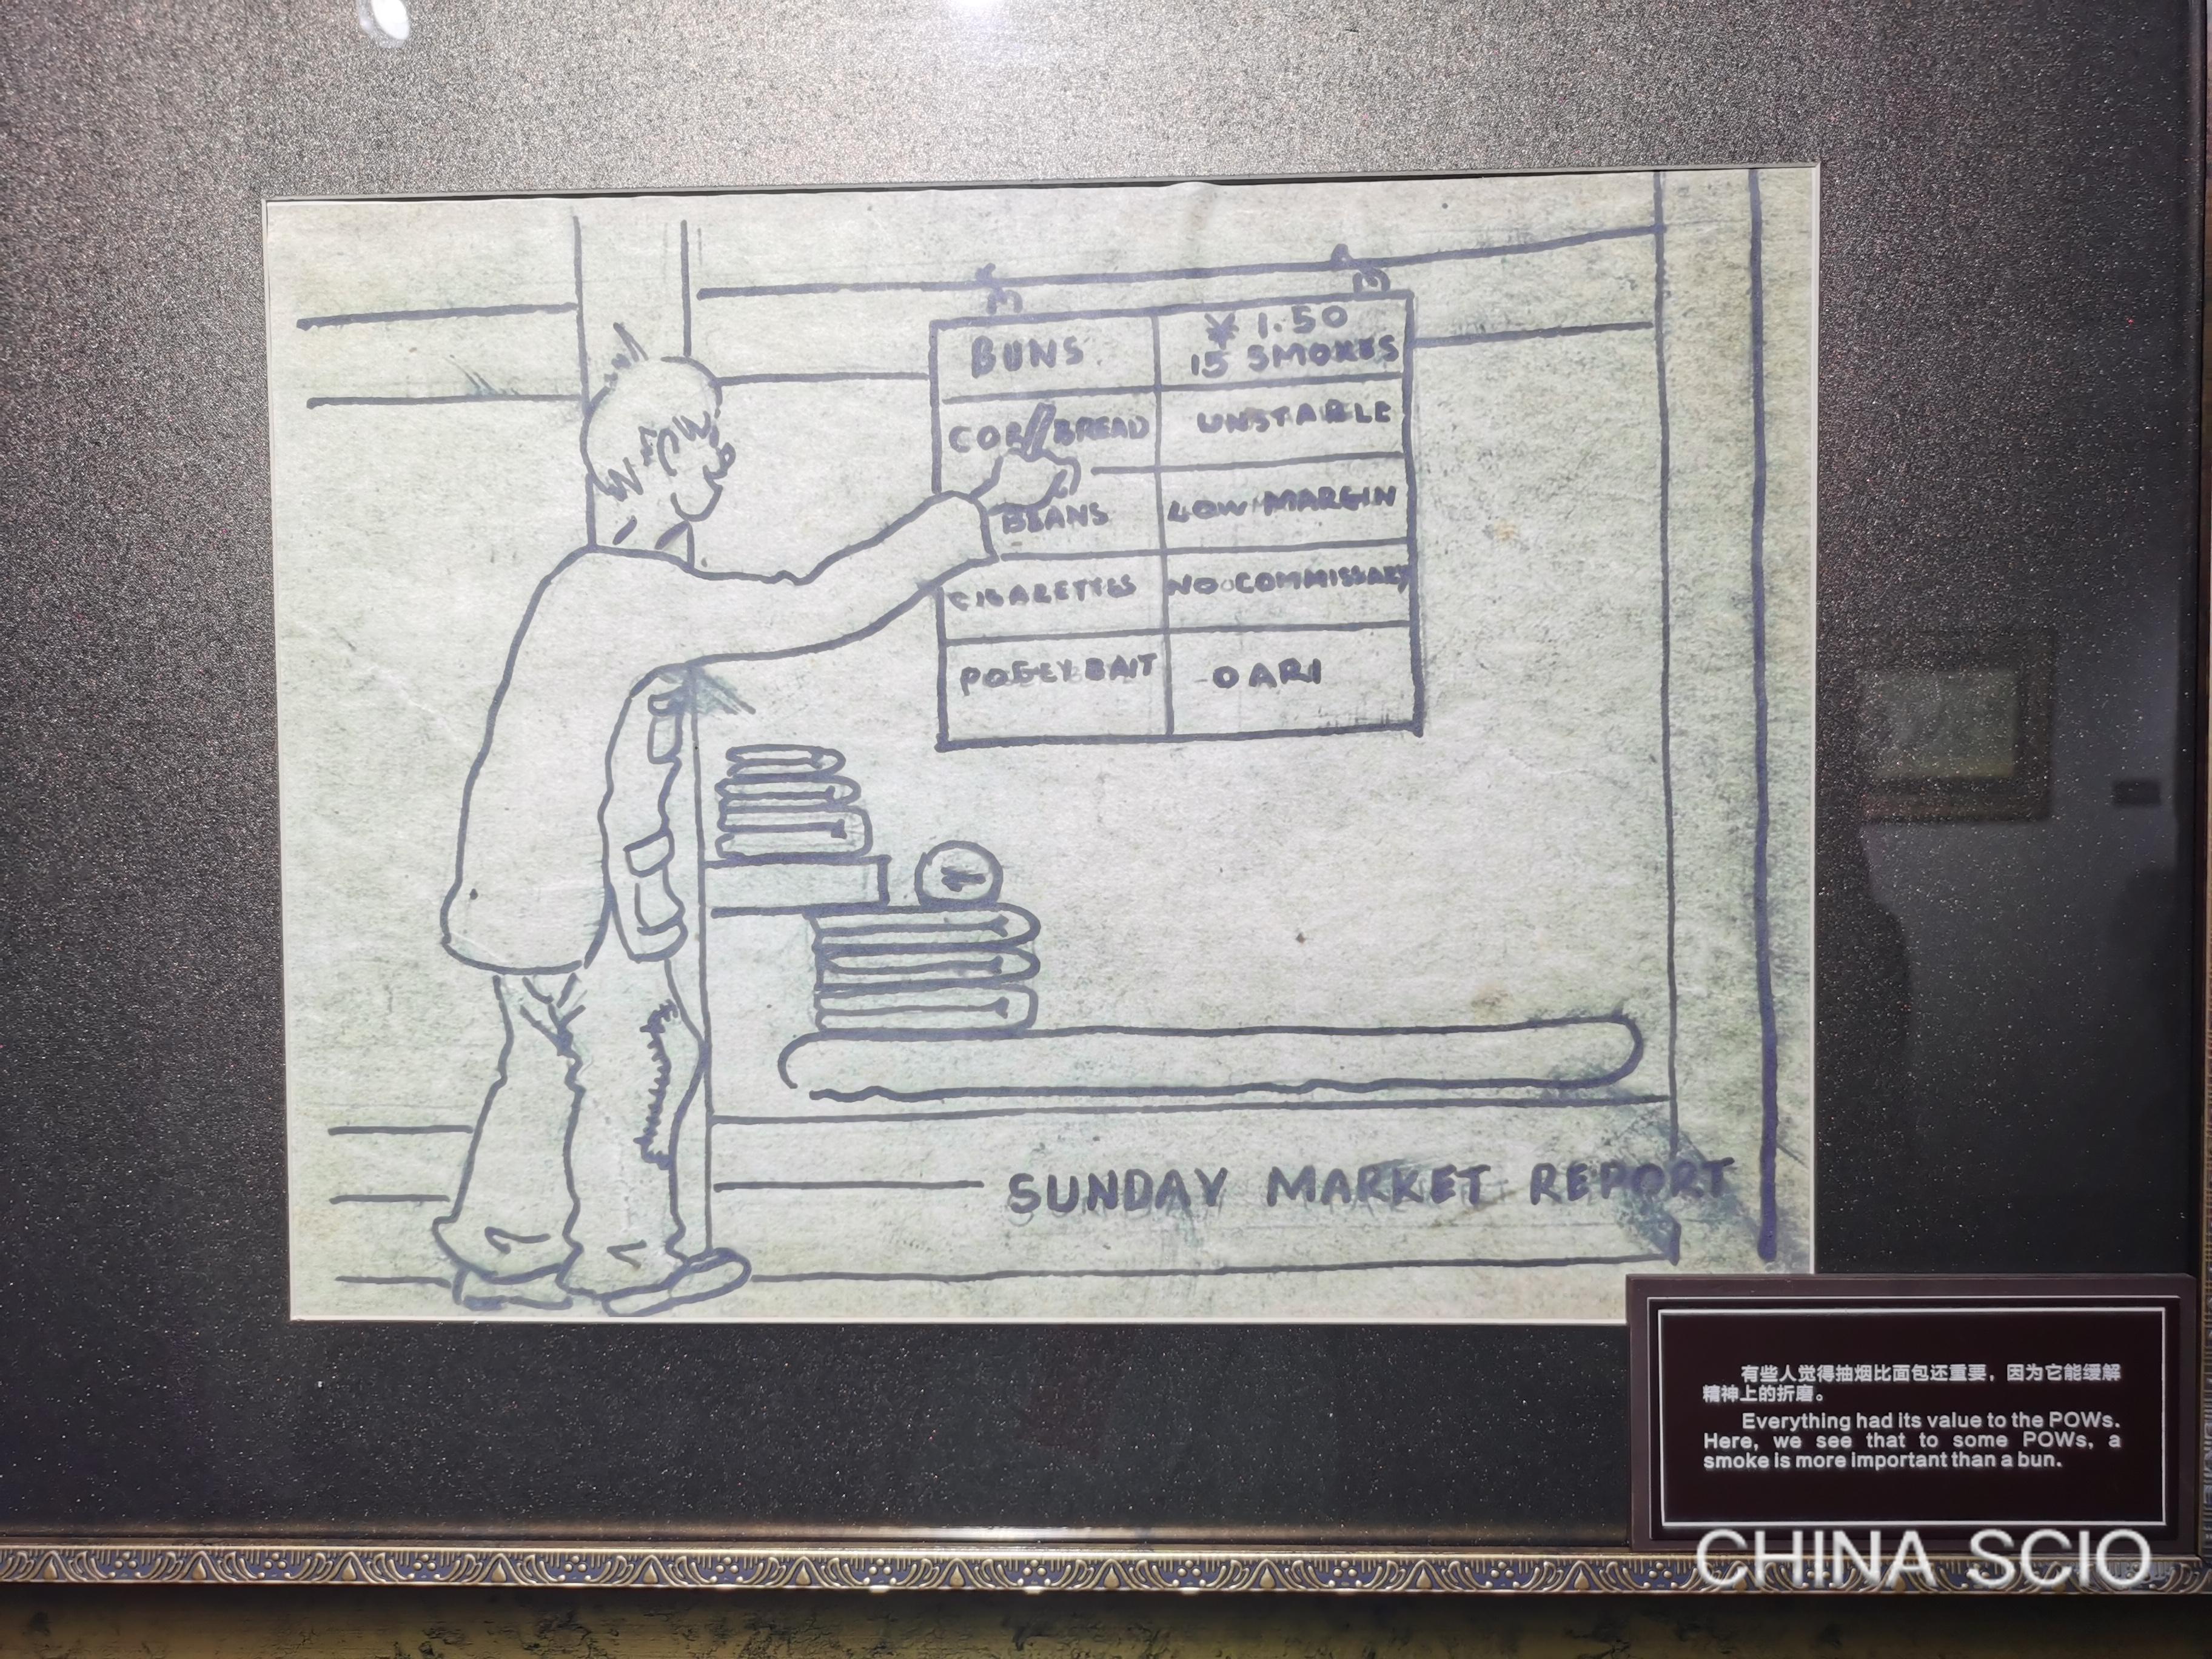 BUNS
¥ 1.50
15 SMOKES
BREAD
UNSTABLE
BEANS
LOW MARGIN
CIGARETTES
NO COMMISSARY
POGEY BAIT
OARI
SUNDAY MARKET REPORT
有些人觉得抽烟比面包还重要，因为它能缓解
精神上的折磨。
Everything had its value to the POWs.
Here, we see that to some POWs, a
smoke is more important than a bun.
CHINA SCIO